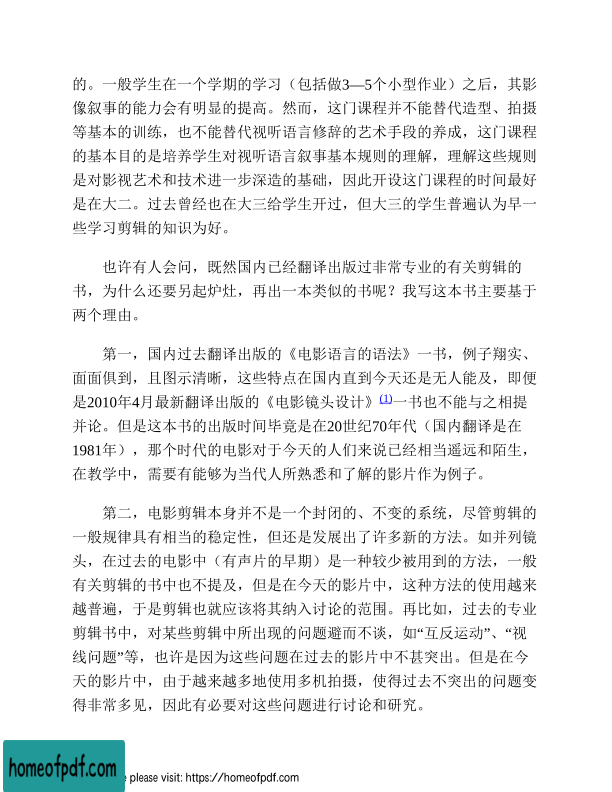 的。一般学生在一个学期的学习（包括做3—5个小型作业）之后，其影
像叙事的能力会有明显的提高。然而，这门课程并不能替代造型、拍摄
等基本的训练，也不能替代视听语言修辞的艺术手段的养成，这门课程
的基本目的是培养学生对视听语言叙事基本规则的理解，理解这些规则
是对影视艺术和技术进一步深造的基础，因此开设这门课程的时间最好
是在大二。过去曾经也在大三给学生开过，但大三的学生普遍认为早一
些学习剪辑的知识为好。
也许有人会问，既然国内已经翻译出版过非常专业的有关剪辑的
书，为什么还要另起炉灶，再出一本类似的书呢？我写这本书主要基于
两个理由。
第一，国内过去翻译出版的《电影语言的语法》一书，例子翔实、
面面俱到，且图示清晰，这些特点在国内直到今天还是无人能及，即便
是2010年4月最新翻译出版的《电影镜头设计》(1)一书也不能与之相提
并论。但是这本书的出版时间毕竟是在20世纪70年代（国内翻译是在
1981年），那个时代的电影对于今天的人们来说已经相当遥远和陌生，
在教学中，需要有能够为当代人所熟悉和了解的影片作为例子。
第二，电影剪辑本身并不是一个封闭的、不变的系统，尽管剪辑的
一般规律具有相当的稳定性，但还是发展出了许多新的方法。如并列镜
头，在过去的电影中（有声片的早期）是一种较少被用到的方法，一般
有关剪辑的书中也不提及，但是在今天的影片中，这种方法的使用越来
越普遍，于是剪辑也就应该将其纳入讨论的范围。再比如，过去的专业
剪辑书中，对某些剪辑中所出现的问题避而不谈，如“互反运动”、“视
线问题”等，也许是因为这些问题在过去的影片中不甚突出。但是在今
天的影片中，由于越来越多地使用多机拍摄，使得过去不突出的问题变
得非常多见，因此有必要对这些问题进行讨论和研究。
homeofpdf.com
e please visit: https://homeofpdf.com